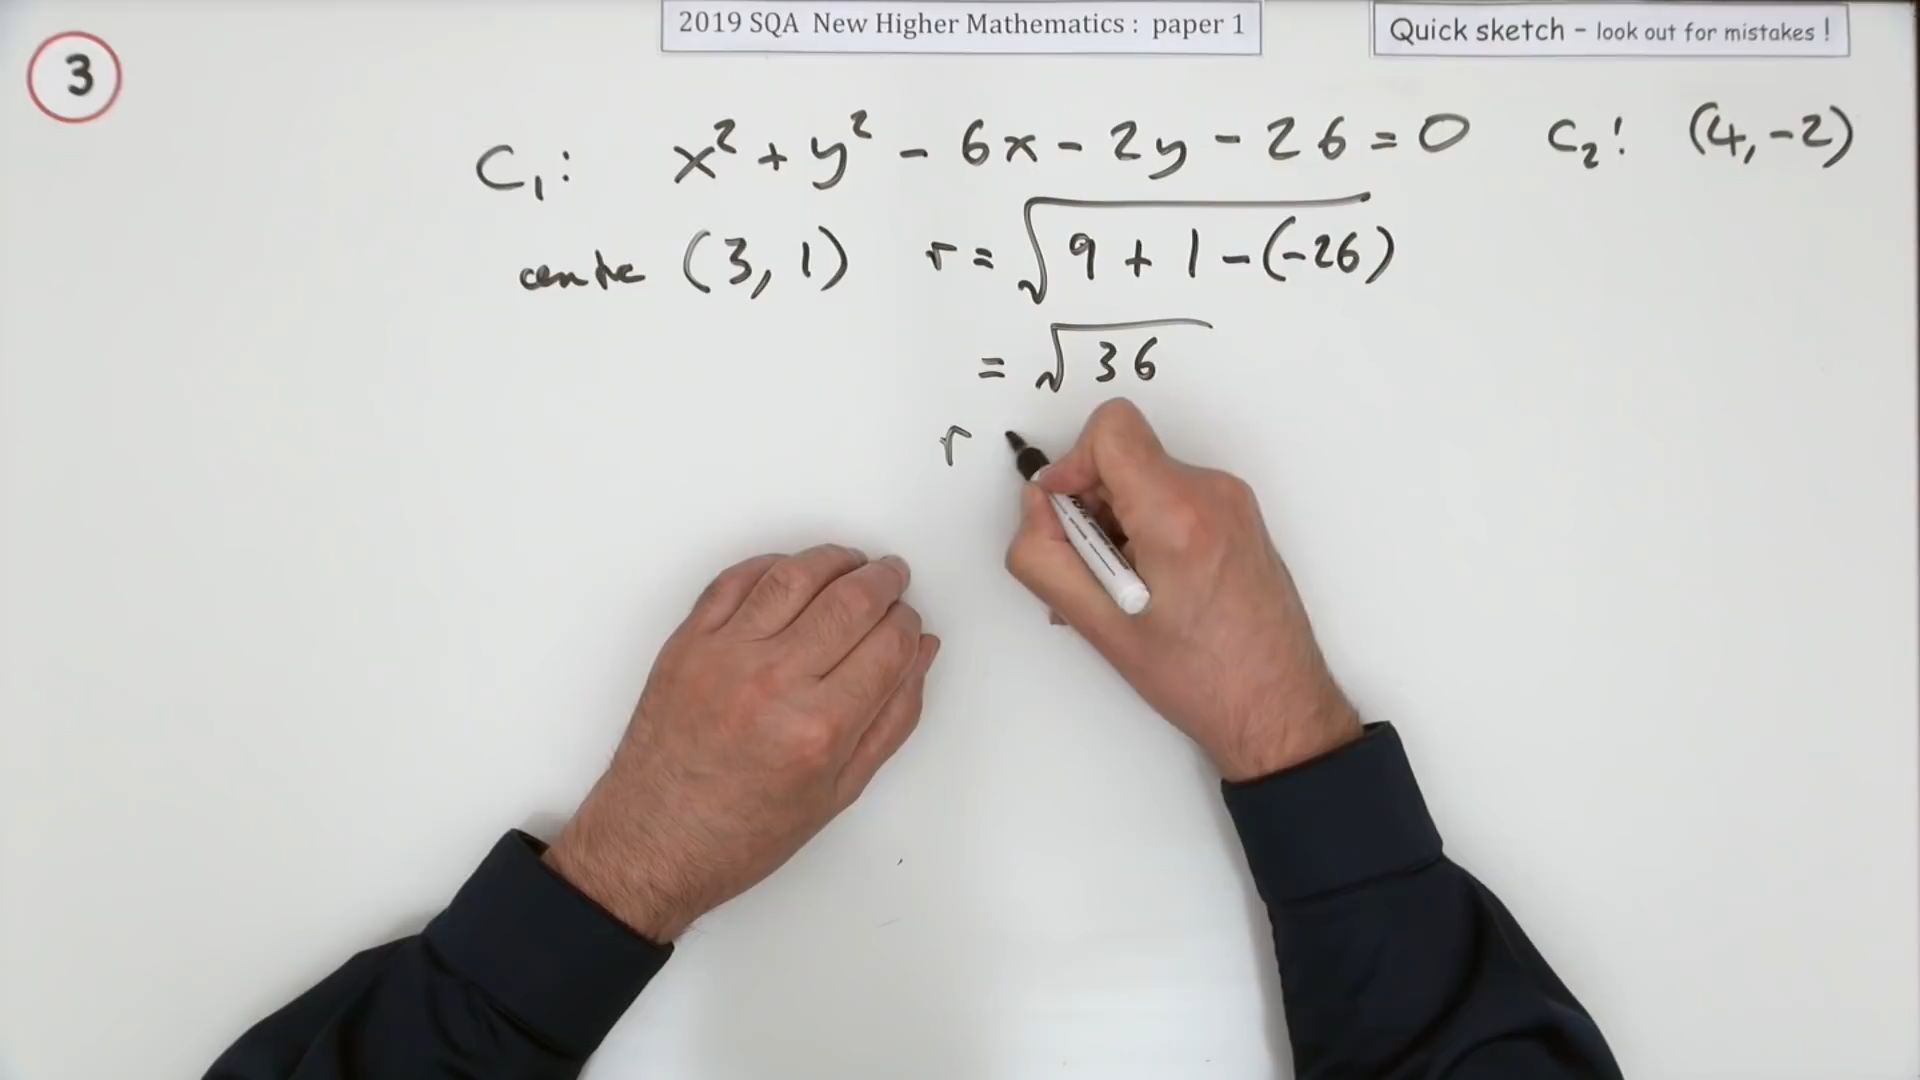 2019 SQA New Higher Mathematics : paper 1
Quick sketch – look out for mistakes !
3
C₁: x² + y² - 6x - 2y - 26 = 0 C₂! (4, -2)
centre (3, 1) r = √9 + 1 - (-26)
= √36
r